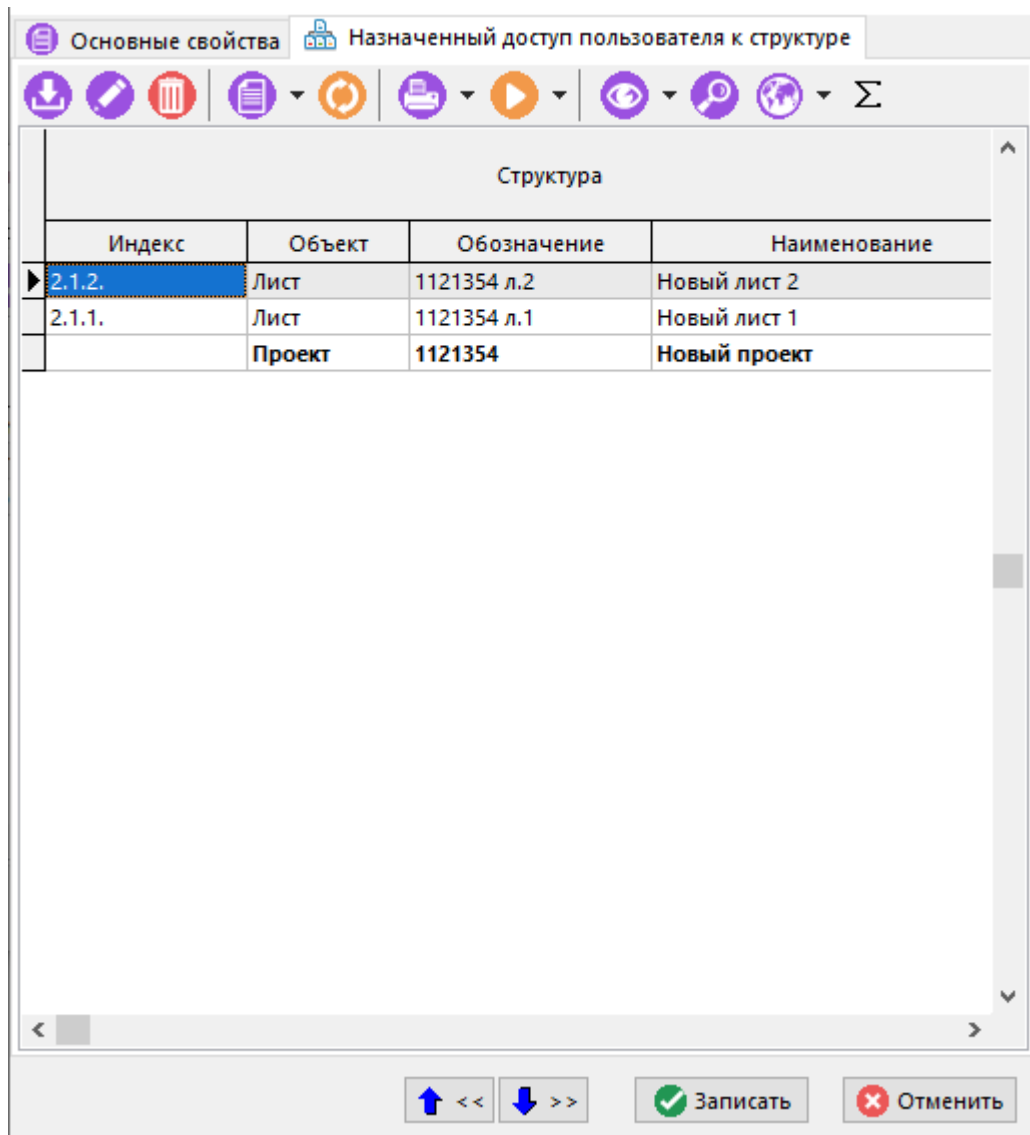 Основные свойства Назначенный доступ пользователя к структуре
Σ
Структура
Индекс Объект Обозначение Наименование
2.1.2. Лист 1121354 л.2 Новый лист 2
2.1.1. Лист 1121354 л.1 Новый лист 1
Проект 1121354 Новый проект
<< >> Записать Отменить